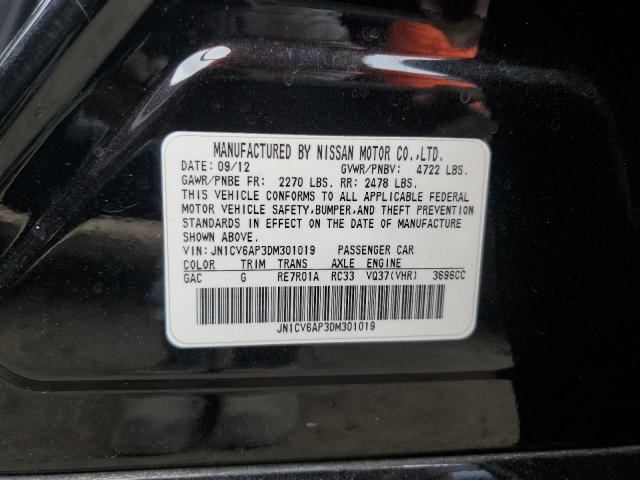 MANUFACTURED BY NISSAN MOTOR CO.,LTD.
DATE: 09/12 GVWR/PNBV: 4722 LBS.
GAWR/PNBE FR: 2270 LBS. RR: 2478 LBS.
THIS VEHICLE CONFORMS TO ALL APPLICABLE FEDERAL
MOTOR VEHICLE SAFETY,BUMPER,AND THEFT PREVENTION
STANDARDS IN EFFECT ON THE DATE OF MANUFACTURE
SHOWN ABOVE.
VIN: JN1CV6AP3DM301019 PASSENGER CAR
COLOR TRIM TRANS AXLE ENGINE
GAC G RE7R01A RC33 VQ37(VHR) 3696CC
JN1CV6AP3DM301019